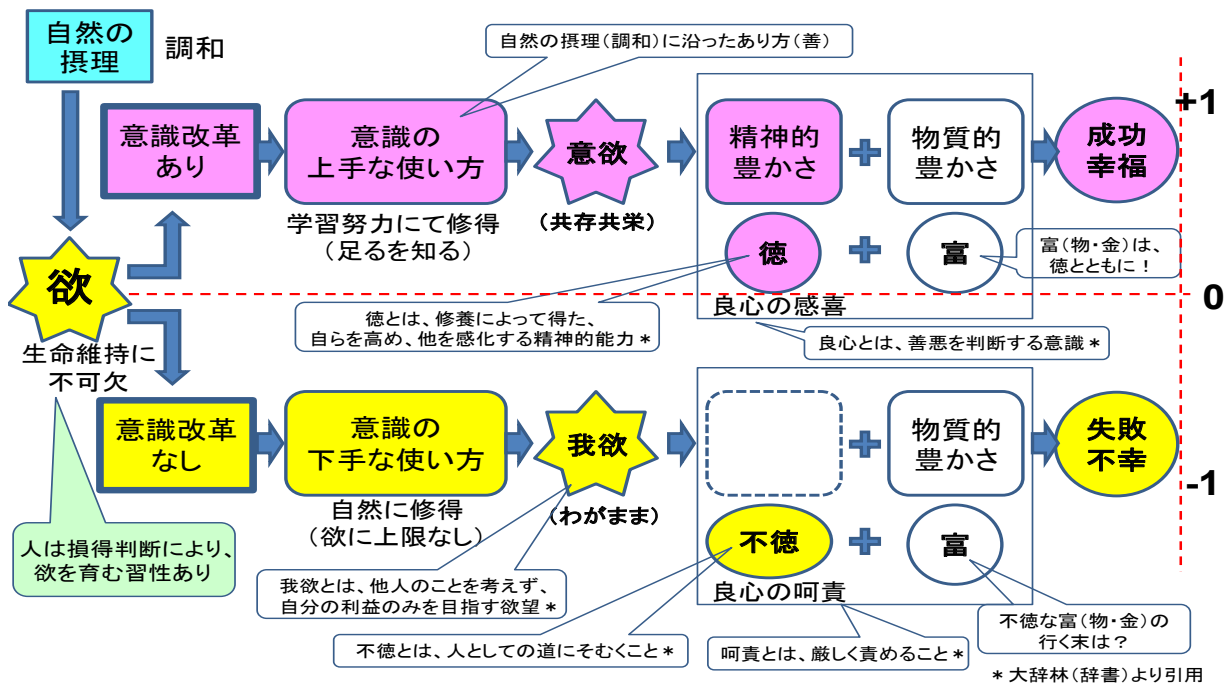 自然の
摂理
調和
自然の摂理(調和)に沿ったあり方(善)
+1
意識改革
あり
意識の
上手な使い方
意欲
精神的
豊かさ
物質的
豊かさ
成功
幸福
学習努力にて修得
(足るを知る)
(共存共栄)
徳
富
富(物・金)は、
徳とともに!
欲
良心の感喜
0
生命維持に
不可欠
徳とは、修養によって得た、
自らを高め、他を感化する精神的能力*
良心とは、善悪を判断する意識*
意識改革
なし
意識の
下手な使い方
我欲
物質的
豊かさ
失敗
不幸
-1
自然に修得
(欲に上限なし)
(わがまま)
不徳
富
人は損得判断により、
欲を育む習性あり
我欲とは、他人のことを考えず、
自分の利益のみを目指す欲望*
良心の呵責
不徳とは、人としての道にそむくこと*
呵責とは、厳しく責めること*
不徳な富(物・金)の
行く末は?
*大辞林(辞書)より引用